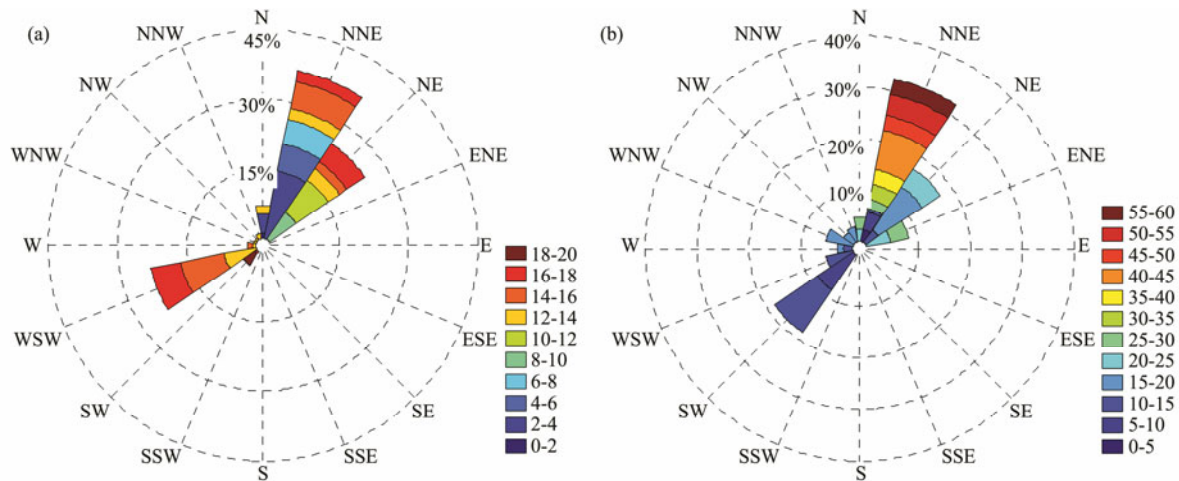 (a)
N
45%
NNW
NNE
NW
NE
30%
WNW
15%
ENE
W
E
WSW
ESE
SW
SE
SSW
SSE
S
18-20
16-18
14-16
12-14
10-12
8-10
6-8
4-6
2-4
0-2
(b)
N
40%
NNW
NNE
NW
30%
NE
20%
WNW
ENE
10%
W
E
WSW
ESE
SW
SE
SSW
SSE
S
55-60
50-55
45-50
40-45
35-40
30-35
25-30
20-25
15-20
10-15
5-10
0-5